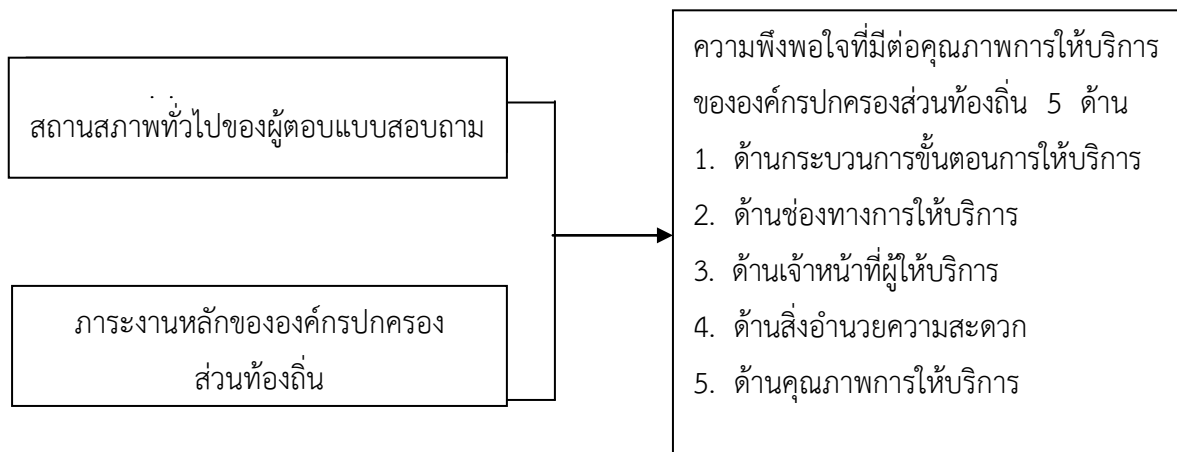 สถานสภาพทั่วไปของผู้ตอบแบบสอบถาม
ภาระงานหลักขององค์กรปกครอง
ส่วนท้องถิ่น
ความพึงพอใจที่มีต่อคุณภาพการให้บริการ
ขององค์กรปกครองส่วนท้องถิ่น 5 ด้าน
1. ด้านกระบวนการขั้นตอนการให้บริการ
2. ด้านช่องทางการให้บริการ
3. ด้านเจ้าหน้าที่ผู้ให้บริการ
4. ด้านสิ่งอำนวยความสะดวก
5. ด้านคุณภาพการให้บริการ